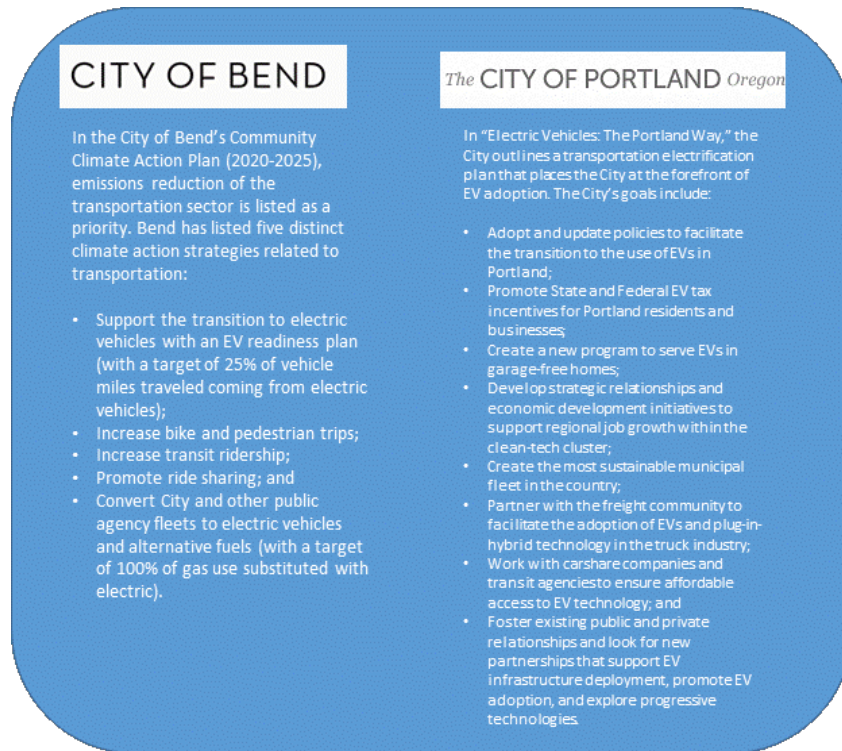 CITY OF BEND
In the City of Bend's Community
Climate Action Plan (2020-2025),
emissions reduction of the
transportation sector is listed as a
priority. Bend has listed five distinct
climate action strategies related to
transportation:
• Support the transition to electric
vehicles with an EV readiness plan
(with a target of 25% of vehicle
miles traveled coming from electric
vehicles);
• Increase bike and pedestrian trips;
• Increase transit ridership;
• Promote ride sharing; and
• Convert City and other public
agency fleets to electric vehicles
and alternative fuels (with a target
of 100% of gas use substituted with
electric).
The CITY OF PORTLAND Oregon
In “Electric Vehicles: The Portland Way,” the
City outlines a transportation electrification
plan that places the City at the forefront of
EV adoption. The City's goals include:
• Adopt and update policies to facilitate
the transition to the use of EVs in
Portland;
• Promote State and Federal EV tax
incentives for Portland residents and
businesses;
• Create a new program to serve EVs in
garage-free homes;
• Develop strategic relationships and
economic development initiatives to
support regional job growth within the
clean-tech cluster;
• Create the most sustainable municipal
fleet in the country;
• Partner with the freight community to
facilitate the adoption of EVs and plug-in-
hybrid technology in the truck industry;
• Work with carshare companies and
transit agencies to ensure affordable
access to EV technology; and
• Foster existing public and private
relationships and look for new
partnerships that support EV
infrastructure deployment, promote EV
adoption, and explore progressive
technologies.